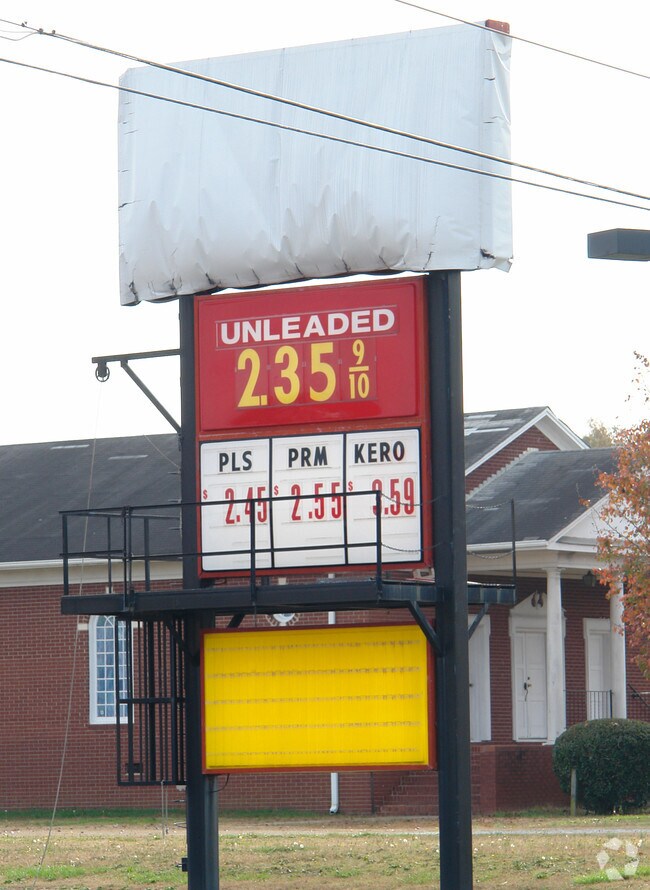 UNLEADED
2.35 9/10
PLS PRM KERO
$2.45 $2.55 $3.59